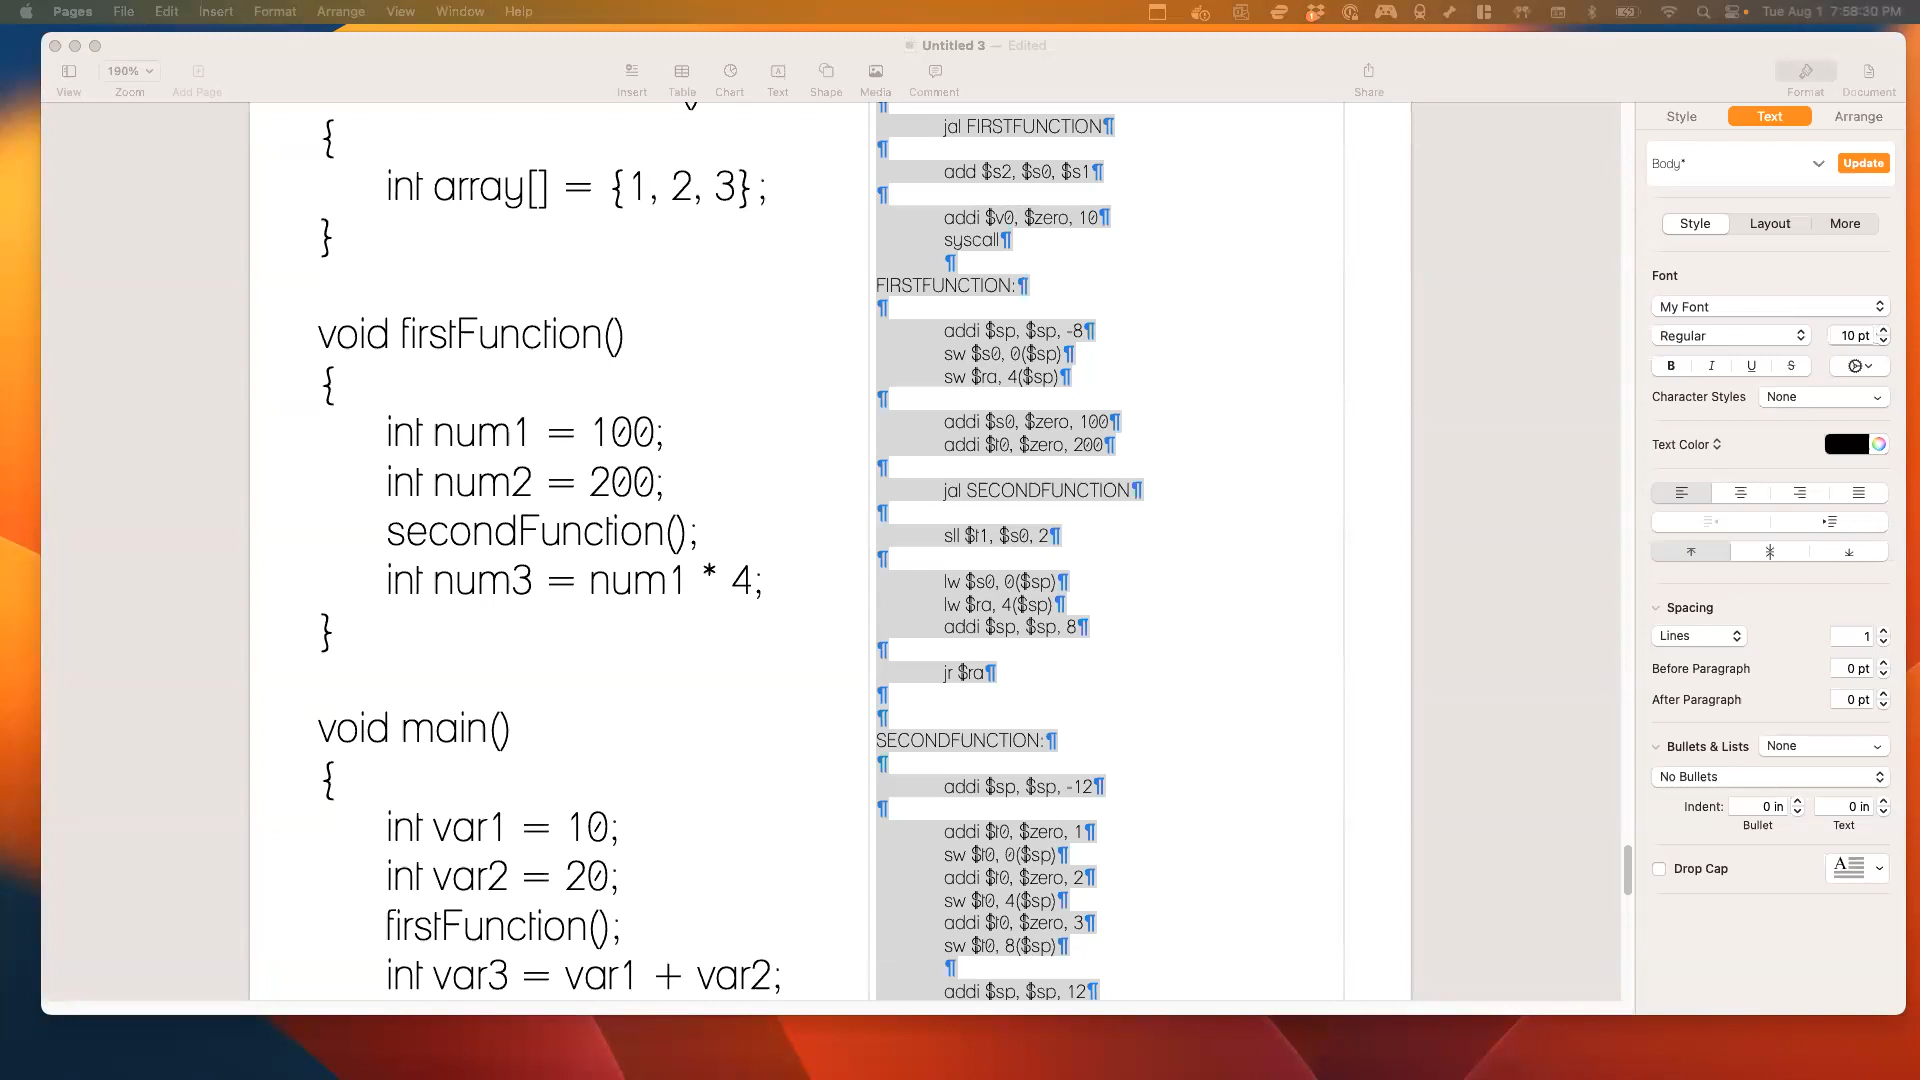 Pages File Edit Insert Format Arrange View Window Help
Tue Aug 1 7:58:30 PM
Untitled 3 — Edited
190%
View Zoom Add Page Insert Table Chart Text Shape Media Comment Share Format Document
{
int array[] = {1, 2, 3};
}
void firstFunction()
{
int num1 = 100;
int num2 = 200;
secondFunction();
int num3 = num1 * 4;
}
void main()
{
int var1 = 10;
int var2 = 20;
firstFunction();
int var3 = var1 + var2;
¶
jal FIRSTFUNCTION¶
¶
add $s2, $s0, $s1¶
¶
addi $v0, $zero, 10¶
syscall¶
¶
FIRSTFUNCTION:¶
¶
addi $sp, $sp, -8¶
sw $s0, 0($sp)¶
sw $ra, 4($sp)¶
¶
addi $s0, $zero, 100¶
addi $t0, $zero, 200¶
¶
jal SECONDFUNCTION¶
¶
sll $t1, $s0, 2¶
¶
lw $s0, 0($sp)¶
lw $ra, 4($sp)¶
addi $sp, $sp, 8¶
¶
jr $ra¶
¶
¶
SECONDFUNCTION:¶
¶
addi $sp, $sp, -12¶
¶
addi $t0, $zero, 1¶
sw $t0, 0($sp)¶
addi $t0, $zero, 2¶
sw $t0, 4($sp)¶
addi $t0, $zero, 3¶
sw $t0, 8($sp)¶
¶
addi $sp, $sp, 12¶
Style Text Arrange
Body* Update
Style Layout More
Font
My Font
Regular 10 pt
B I U S
Character Styles None
Text Color
Spacing
Lines 1
Before Paragraph 0 pt
After Paragraph 0 pt
Bullets & Lists None
No Bullets
Indent: 0 in 0 in
Bullet Text
Drop Cap
A